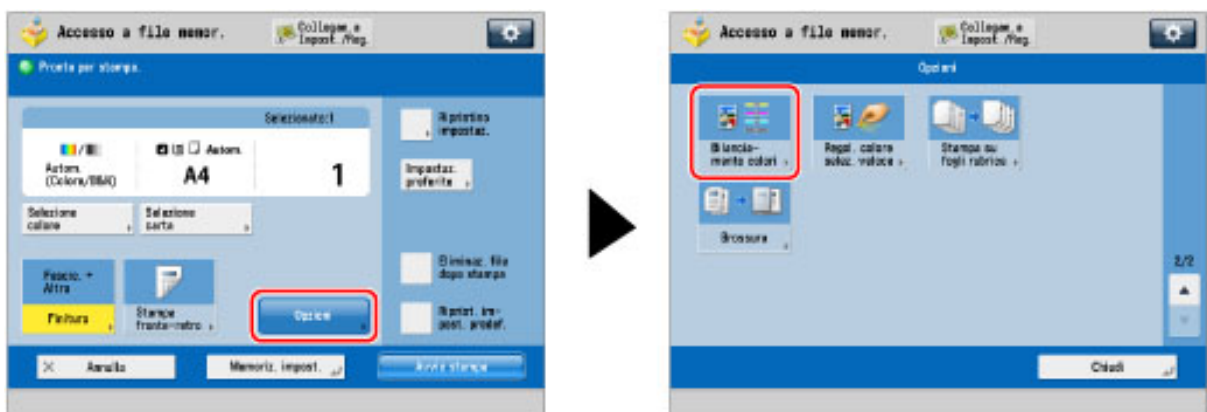 Accesso a file memor.
Collegam. e
Impost./Reg.
Pronta per stampa.
Selezionato:1
Autom.
(Colore/B&N)
Autom.
A4
1
Ripristino
impostaz.
Impostaz.
preferite
Selezione
colore
Selezione
carta
Fascic. +
Altro
Finitura
Stampa
fronte-retro
Opzioni
Eliminaz. file
dopo stampa
Riprist. im-
post. predef.
Annulla
Memoriz. impost.
Avvia stampa
Accesso a file memor.
Collegam. e
Impost./Reg.
Opzioni
Bilancia-
mento colori
Regol. colore
selez. veloce
Stampa su
fogli rubrica
Brossura
2/2
Chiudi